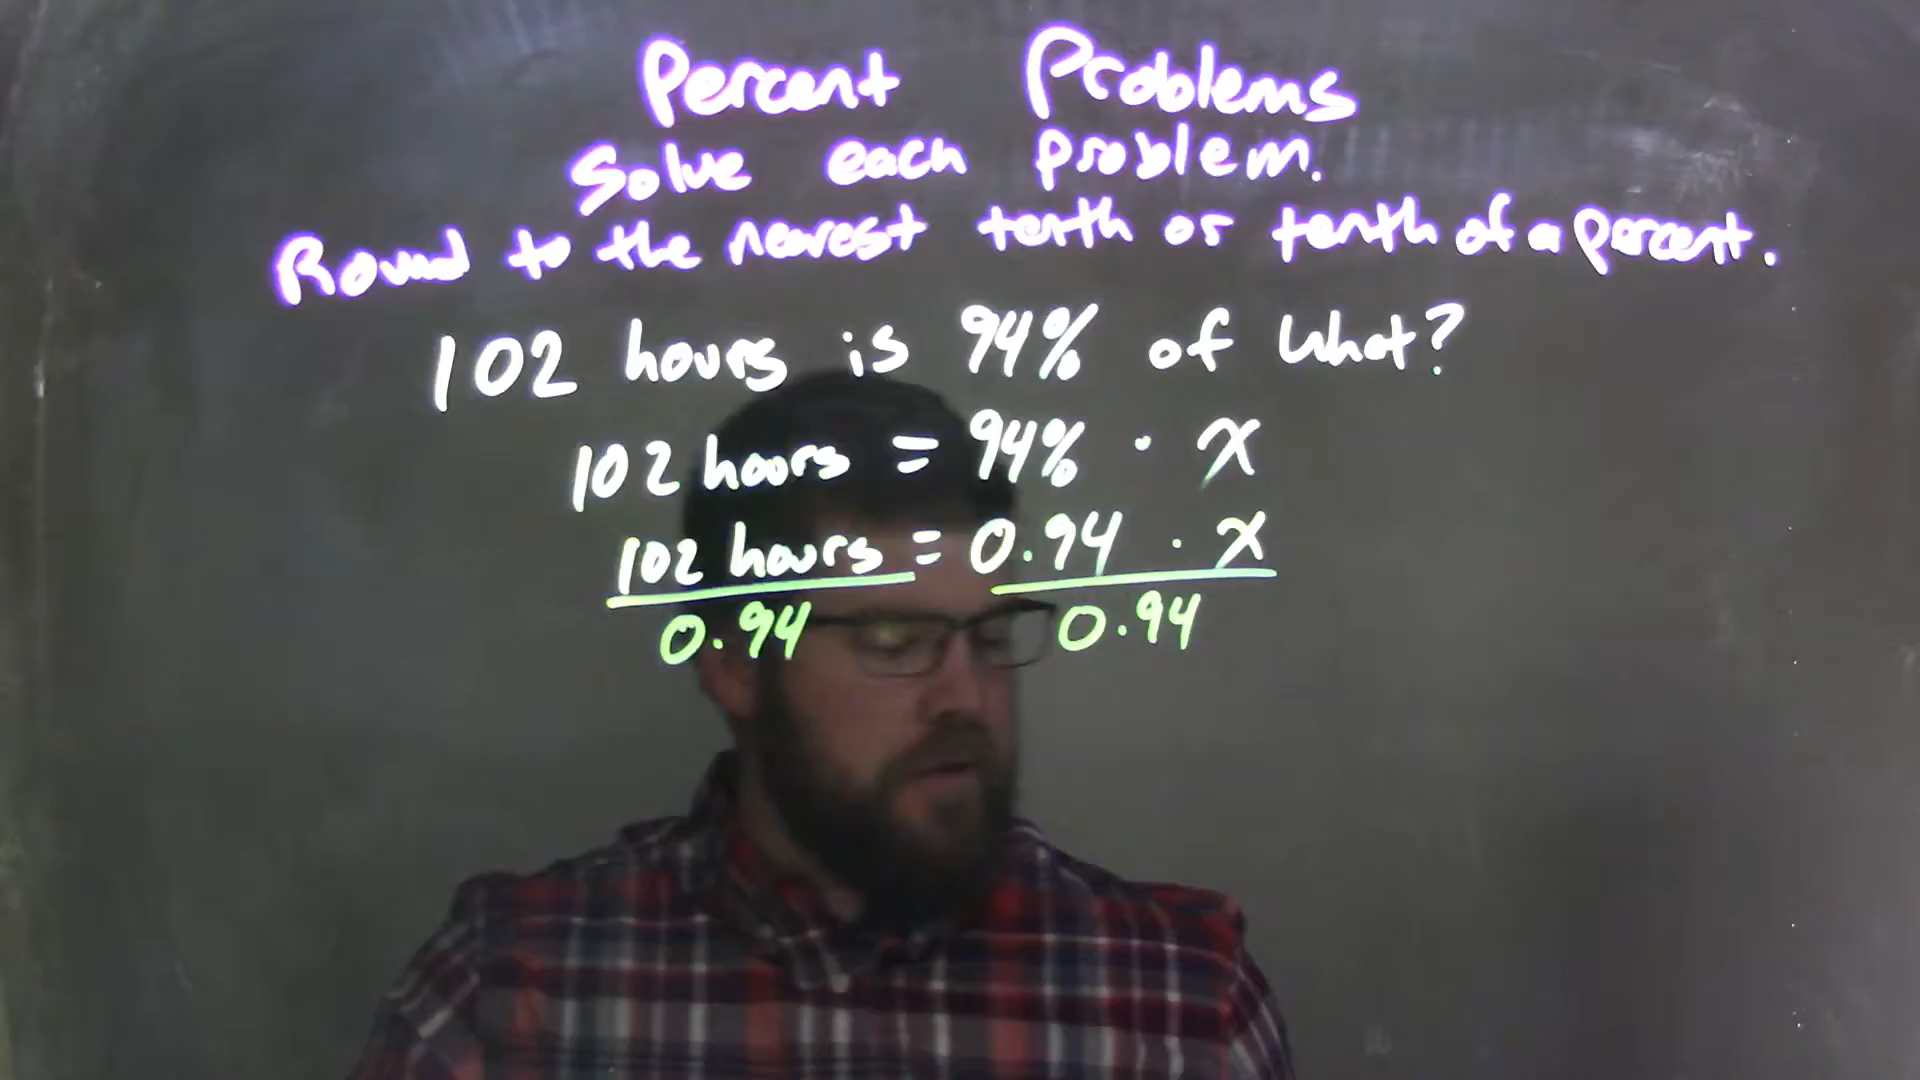 Percent Problems
Solve each problem.
Round to the nearest tenth or tenth of a percent.
102 hours is 94% of what?
102 hours = 94% · x
102 hours = 0.94 · x
0.94 0.94